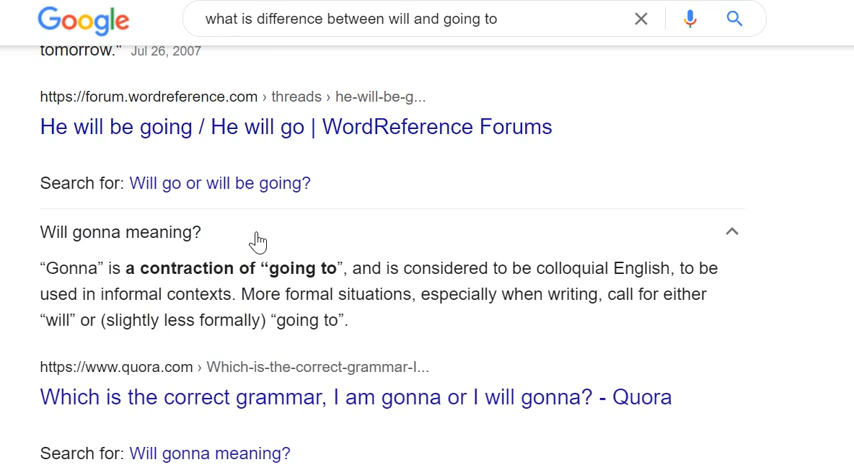 Google
what is difference between will and going to
tomorrow." Jul 26, 2007
https://forum.wordreference.com › threads › he-will-be-g...
He will be going / He will go | WordReference Forums
Search for: Will go or will be going?
Will gonna meaning?
“Gonna” is a contraction of “going to”, and is considered to be colloquial English, to be
used in informal contexts. More formal situations, especially when writing, call for either
“will” or (slightly less formally) “going to”.
https://www.quora.com › Which-is-the-correct-grammar-I...
Which is the correct grammar, I am gonna or I will gonna? - Quora
Search for: Will gonna meaning?